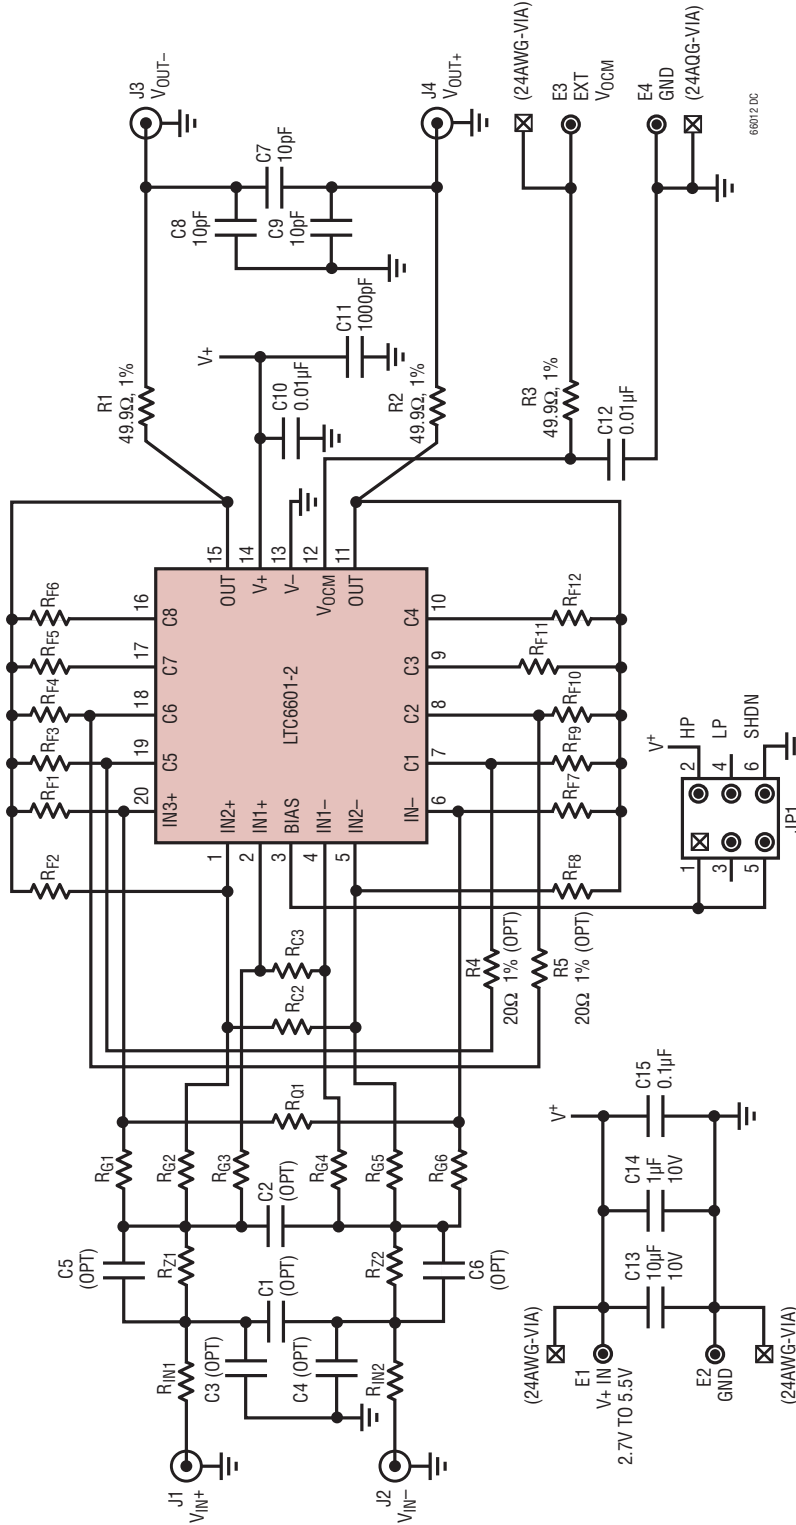 J1
VIN+
J2
VIN–
RIN1
RIN2
C3 (OPT)
C4 (OPT)
C1
(OPT)
C5
(OPT)
RZ1
RZ2
C6
(OPT)
C2
(OPT)
RG1
RG2
RG3
RG4
RG5
RG6
RQ1
RC2
RC3
R4
20Ω 1% (OPT)
R5
20Ω 1% (OPT)
RF2
RF1
RF3
RF4
RF5
RF6
20
19
18
17
16
IN3+
C5
C6
C7
C8
1
IN2+
2
IN1+
3
BIAS
4
IN1–
5
IN2–
LTC6601-2
OUT
15
V+
14
V–
13
VOCM
12
OUT
11
IN–
C1
C2
C3
C4
6
7
8
9
10
RF8
RF7
RF9
RF10
RF11
RF12
R1
49.9Ω, 1%
V+
C10
0.01µF
C11
1000pF
R2
49.9Ω, 1%
C8
10pF
C7
10pF
C9
10pF
J3
VOUT–
J4
VOUT+
R3
49.9Ω, 1%
C12
0.01µF
(24AWG-VIA)
E3
EXT
VOCM
E4
GND
(24AQG-VIA)
66012 DC
V+
1
2
HP
3
4
LP
5
6
SHDN
JP1
(24AWG-VIA)
E1
V+ IN
2.7V TO 5.5V
E2
GND
(24AWG-VIA)
C13
10µF
10V
C14
1µF
10V
C15
0.1µF
V+